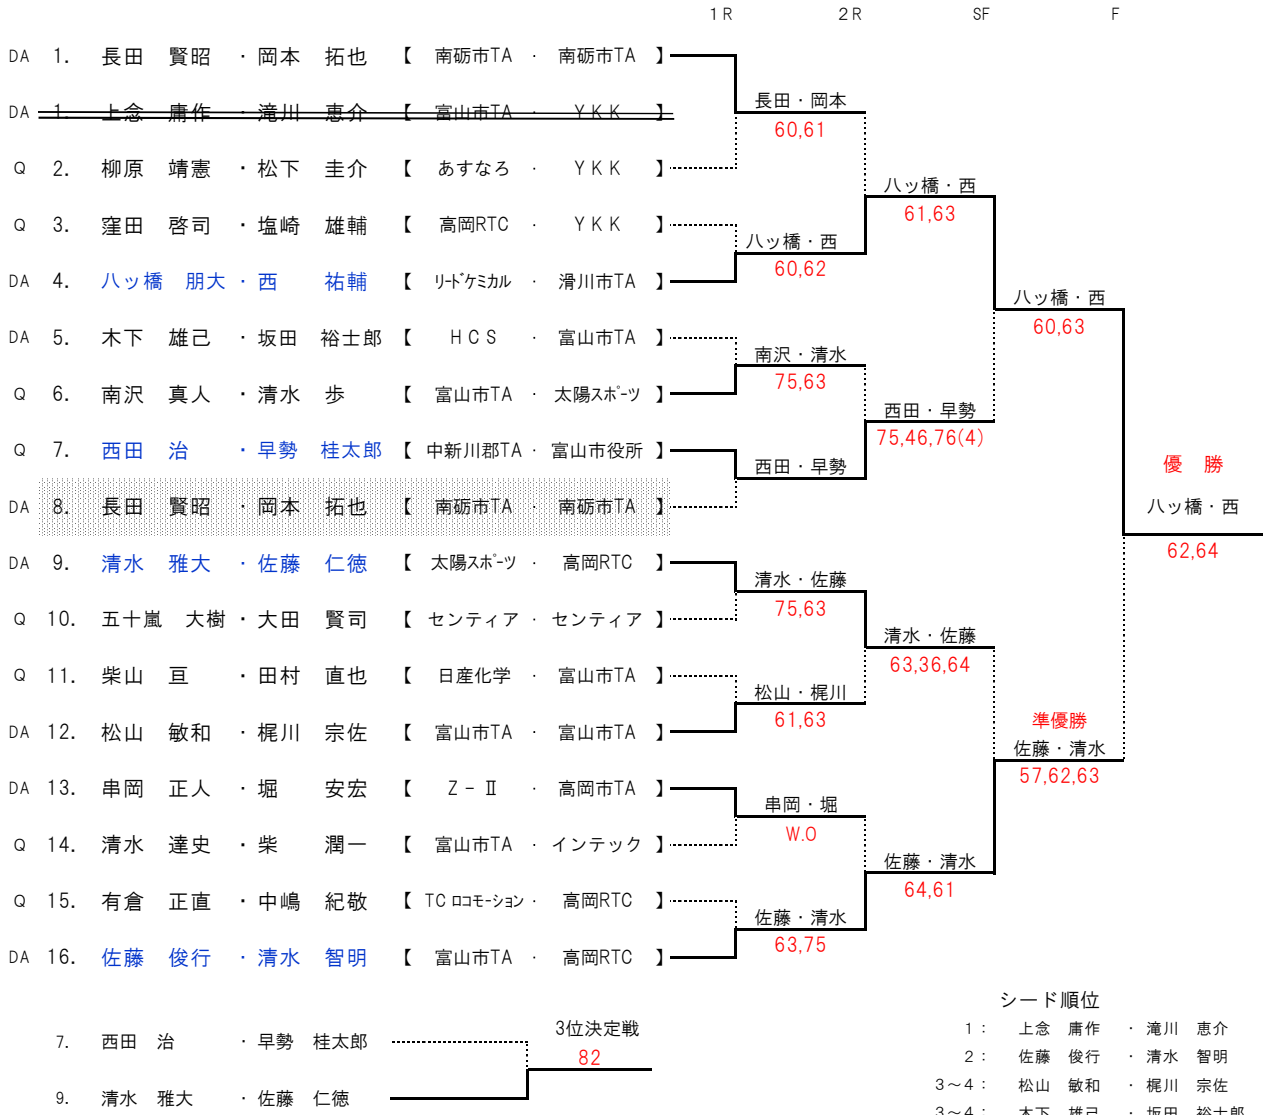 1R 2R SF F
DA 1. 長田 賢昭 ・ 岡本 拓也 【 南砺市TA ・ 南砺市TA 】
長田・岡本
DA 1. 上念 庸作 ・ 滝川 恵介 【 富山市TA ・ YKK 】
60,61
Q 2. 柳原 靖憲 ・ 松下 圭介 【 あすなろ ・ YKK 】
八ッ橋・西
61,63
Q 3. 窪田 啓司 ・ 塩崎 雄輔 【 高岡RTC ・ YKK 】
八ッ橋・西
60,62
DA 4. 八ッ橋 朋大 ・ 西 祐輔 【 リードケミカル ・ 滑川市TA 】
八ッ橋・西
60,63
DA 5. 木下 雄己 ・ 坂田 裕士郎 【 HCS ・ 富山市TA 】
南沢・清水
75,63
Q 6. 南沢 真人 ・ 清水 歩 【 富山市TA ・ 太陽スポーツ 】
西田・早勢
75,46,76(4)
Q 7. 西田 治 ・ 早勢 桂太郎 【 中新川郡TA ・ 富山市役所 】
西田・早勢
優 勝
DA 8. 長田 賢昭 ・ 岡本 拓也 【 南砺市TA ・ 南砺市TA 】
八ッ橋・西
62,64
DA 9. 清水 雅大 ・ 佐藤 仁徳 【 太陽スポーツ ・ 高岡RTC 】
清水・佐藤
75,63
Q 10. 五十嵐 大樹 ・ 大田 賢司 【 センティア ・ センティア 】
清水・佐藤
63,36,64
Q 11. 柴山 亘 ・ 田村 直也 【 日産化学 ・ 富山市TA 】
松山・梶川
61,63
準優勝
DA 12. 松山 敏和 ・ 梶川 宗佐 【 富山市TA ・ 富山市TA 】
佐藤・清水
57,62,63
DA 13. 串岡 正人 ・ 堀 安宏 【 Z-Ⅱ ・ 高岡市TA 】
串岡・堀
W.O
Q 14. 清水 達史 ・ 柴 潤一 【 富山市TA ・ インテック 】
佐藤・清水
64,61
Q 15. 有倉 正直 ・ 中嶋 紀敬 【 TCロコモーション ・ 高岡RTC 】
佐藤・清水
63,75
DA 16. 佐藤 俊行 ・ 清水 智明 【 富山市TA ・ 高岡RTC 】
3位決定戦
7. 西田 治 ・ 早勢 桂太郎
82
9. 清水 雅大 ・ 佐藤 仁徳
シード順位
1: 上念 庸作 ・ 滝川 恵介
2: 佐藤 俊行 ・ 清水 智明
3~4: 松山 敏和 ・ 梶川 宗佐
3~4: 木下 雄己 ・ 坂田 裕士郎